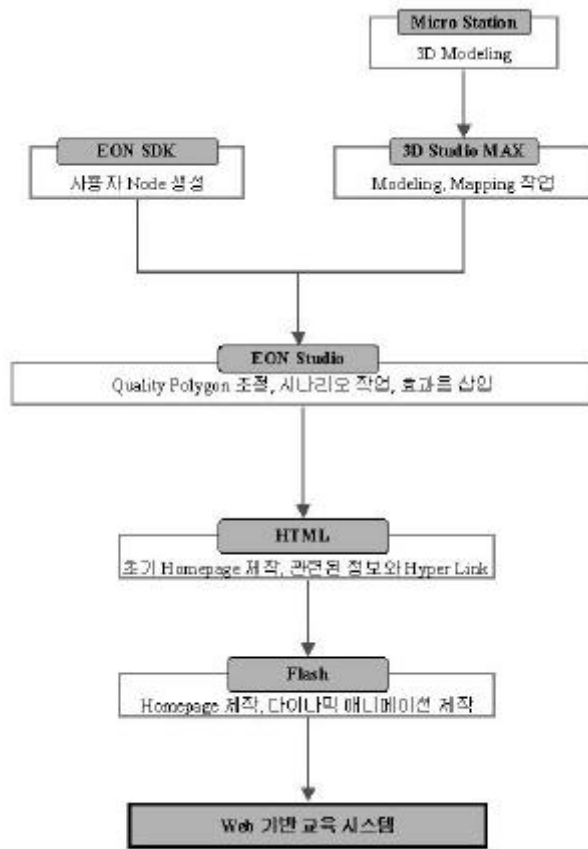 Micro Station
3D Modeling
EON SDK
사용자 Node 생성
3D Studio MAX
Modeling, Mapping 작업
EON Studio
Quality Polygon 조절, 시나리오 작업, 효과음 삽입
HTML
초기 Homepage 제작, 관련된 정보와 Hyper Link
Flash
Homepage 제작, 다이나믹 애니메이션 제작
Web 기반 교육 시스템